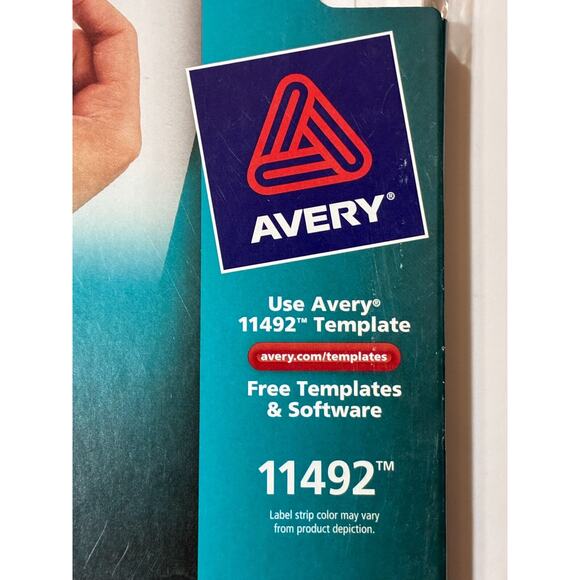 AVERY®
Use Avery®
11492™ Template
avery.com/templates
Free Templates
& Software
11492™
Label strip color may vary
from product depiction.